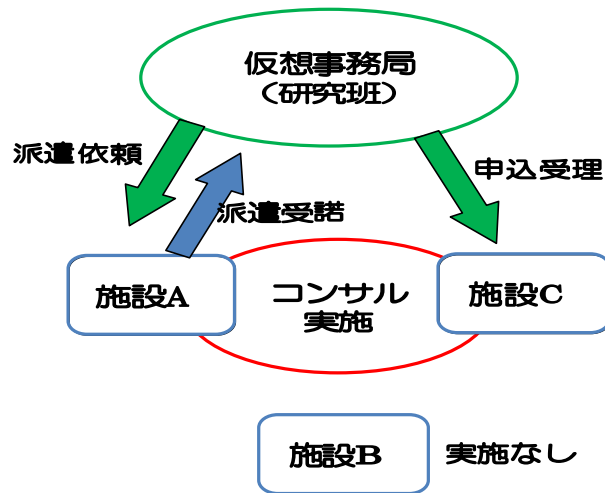 仮想事務局
（研究班）
派遣依頼
申込受理
派遣受諾
施設A
コンサル
実施
施設C
施設B
実施なし